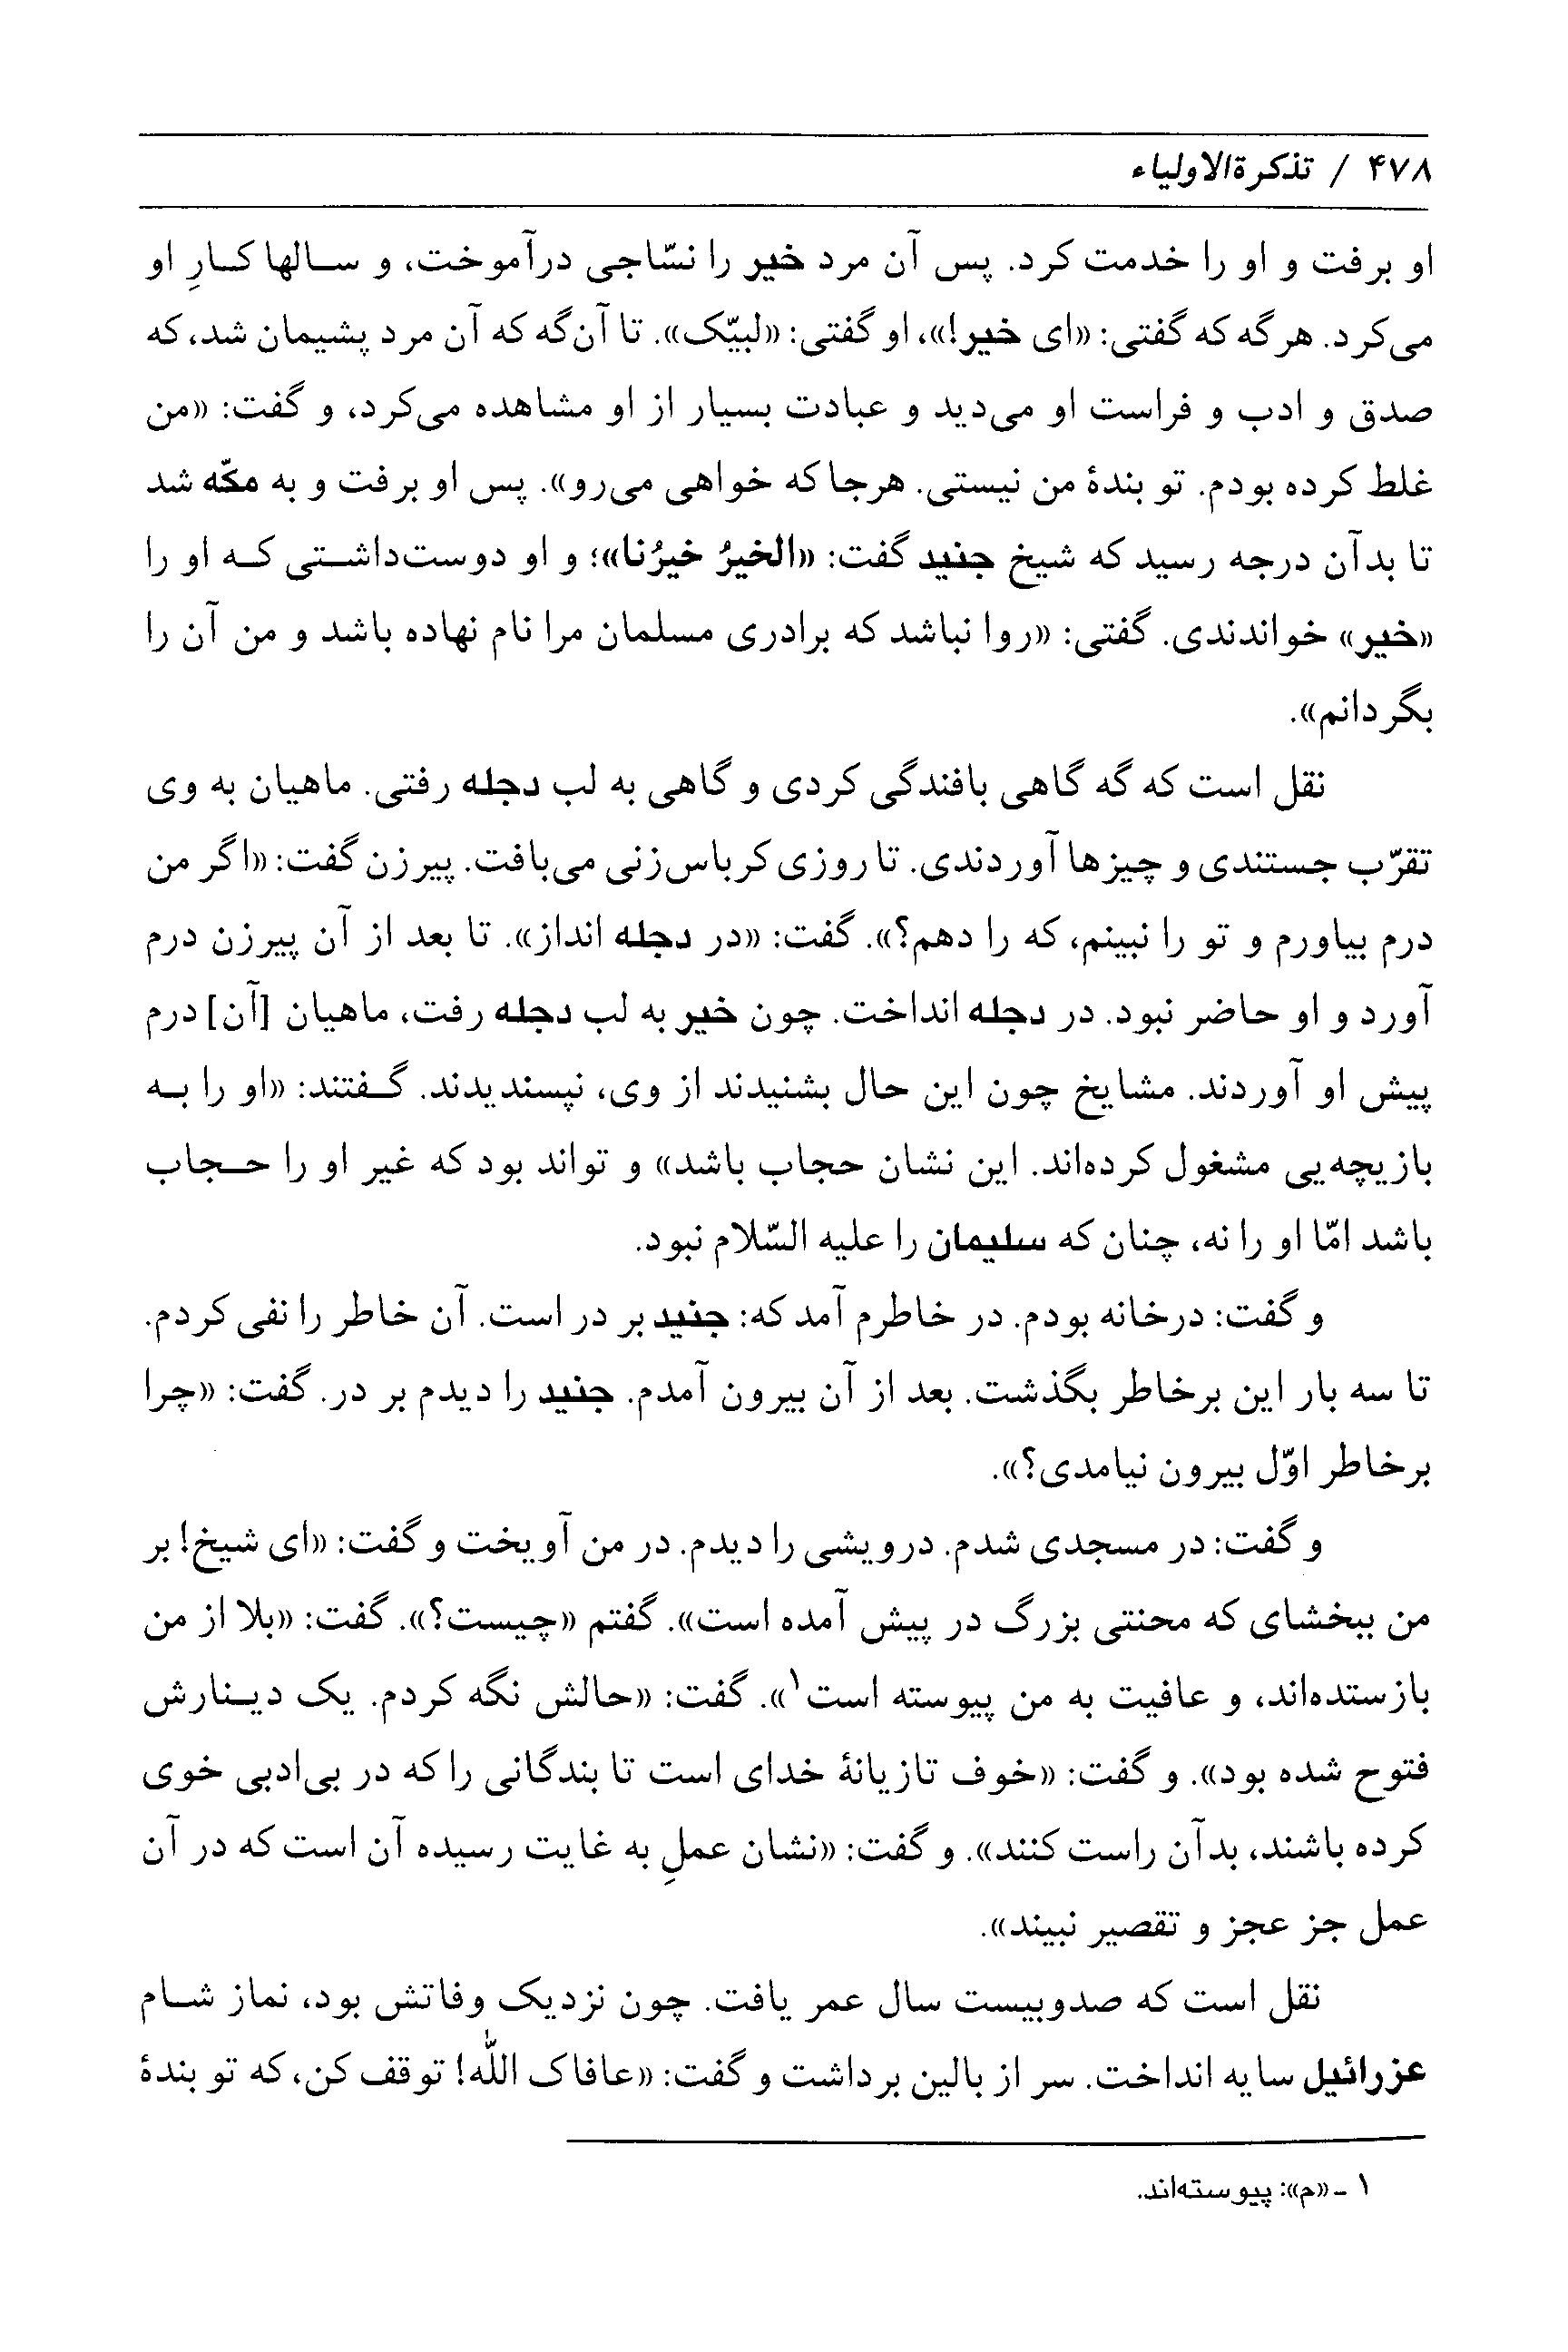 ۴۷۸ / تذکرةالاولیاء
او برفت و او را خدمت کرد. پس آن مرد خیر را نسّاجی درآموخت، و سالها کارِ او
می‌کرد. هرگه که گفتی: «ای خیر!»، او گفتی: «لبیّک». تا آن‌گه که آن مرد پشیمان شد، که
صدق و ادب و فراست او می‌دید و عبادت بسیار از او مشاهده می‌کرد، و گفت: «من
غلط کرده بودم. تو بندهٔ من نیستی. هرجا که خواهی می‌رو». پس او برفت و به مکّه شد
تا بدآن درجه رسید که شیخ جنید گفت: «الخیرُ خیرُنا»؛ و او دوست‌داشتی که او را
«خیر» خواندندی. گفتی: «روا نباشد که برادری مسلمان مرا نام نهاده باشد و من آن را
بگردانم».
نقل است که گه گاهی بافندگی کردی و گاهی به لب دجله رفتی. ماهیان به وی
تقرّب جستندی و چیزها آوردندی. تا روزی کرباس‌زنی می‌بافت. پیرزن گفت: «اگر من
درم بیاورم و تو را نبینم، که را دهم؟». گفت: «در دجله انداز». تا بعد از آن پیرزن درم
آورد و او حاضر نبود. در دجله انداخت. چون خیر به لب دجله رفت، ماهیان [آن] درم
پیش او آوردند. مشایخ چون این حال بشنیدند از وی، نپسندیدند. گفتند: «او را به
بازیچه‌یی مشغول کرده‌اند. این نشان حجاب باشد» و تواند بود که غیر او را حجاب
باشد امّا او را نه، چنان که سلیمان را علیه السّلام نبود.
و گفت: درخانه بودم. در خاطرم آمد که: جنید بر در است. آن خاطر را نفی کردم.
تا سه بار این برخاطر بگذشت. بعد از آن بیرون آمدم. جنید را دیدم بر در. گفت: «چرا
برخاطر اوّل بیرون نیامدی؟».
و گفت: در مسجدی شدم. درویشی را دیدم. در من آویخت و گفت: «ای شیخ! بر
من ببخشای که محنتی بزرگ در پیش آمده است». گفتم «چیست؟». گفت: «بلا از من
بازستده‌اند، و عافیت به من پیوسته است۱». گفت: «حالش نگه کردم. یک دینارش
فتوح شده بود». و گفت: «خوف تازیانهٔ خدای است تا بندگانی را که در بی‌ادبی خوی
کرده باشند، بدآن راست کنند». و گفت: «نشان عملِ به غایت رسیده آن است که در آن
عمل جز عجز و تقصیر نبیند».
نقل است که صدوبیست سال عمر یافت. چون نزدیک وفاتش بود، نماز شام
عزرائیل سایه انداخت. سر از بالین برداشت و گفت: «عافاک اللّٰه! توقف کن، که تو بندهٔ
۱ ـ «م»: پیوسته‌اند.